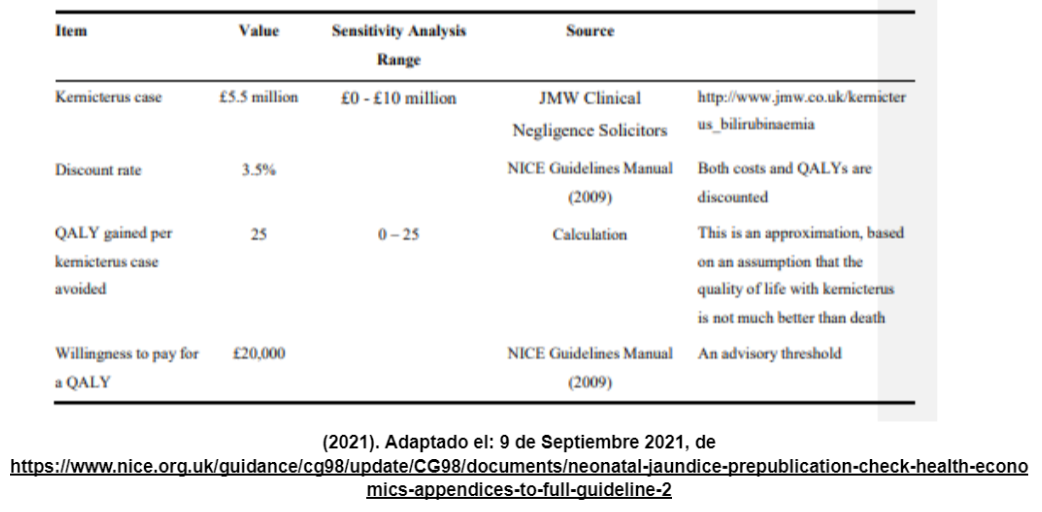 Item Value Sensitivity Analysis Source
Range
Kernicterus case £5.5 million £0 - £10 million JMW Clinical http://www.jmw.co.uk/kernicter
Negligence Solicitors us_bilirubinaemia
Discount rate 3.5% NICE Guidelines Manual Both costs and QALYs are
(2009) discounted
QALY gained per 25 0 – 25 Calculation This is an approximation, based
kernicterus case on an assumption that the
avoided quality of life with kernicterus
is not much better than death
Willingness to pay for £20,000 NICE Guidelines Manual An advisory threshold
a QALY (2009)
(2021). Adaptado el: 9 de Septiembre 2021, de
https://www.nice.org.uk/guidance/cg98/update/CG98/documents/neonatal-jaundice-prepublication-check-health-econo
mics-appendices-to-full-guideline-2